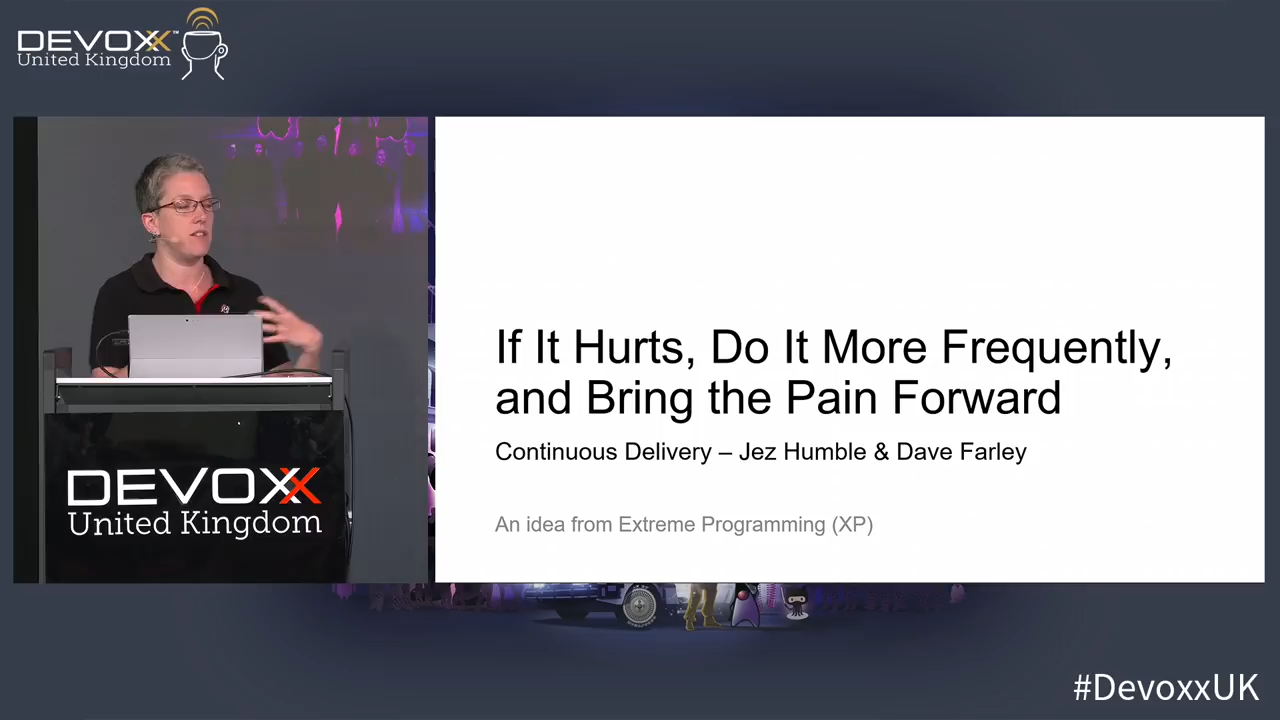 DEVOXX™
United Kingdom
If It Hurts, Do It More Frequently,
and Bring the Pain Forward
Continuous Delivery – Jez Humble & Dave Farley
An idea from Extreme Programming (XP)
DEVOXX
United Kingdom
#DevoxxUK